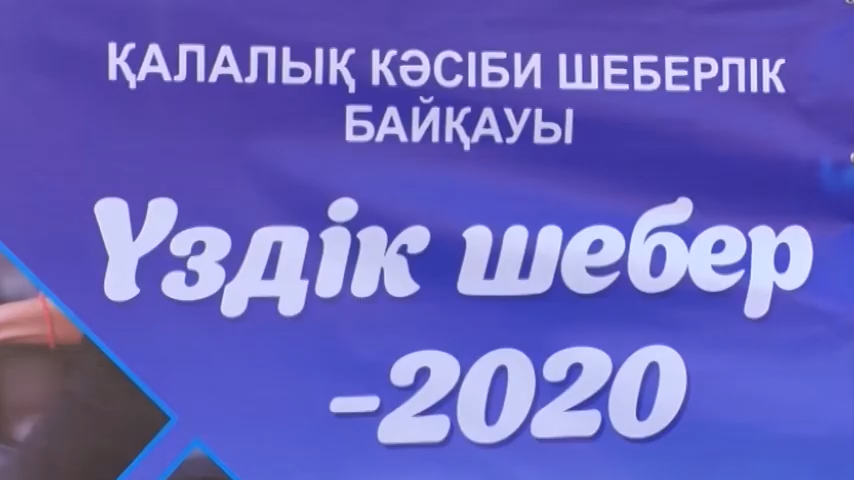 ҚАЛАЛЫҚ КӘСІБИ ШЕБЕРЛІК
БАЙҚАУЫ
Үздік шебер
-2020